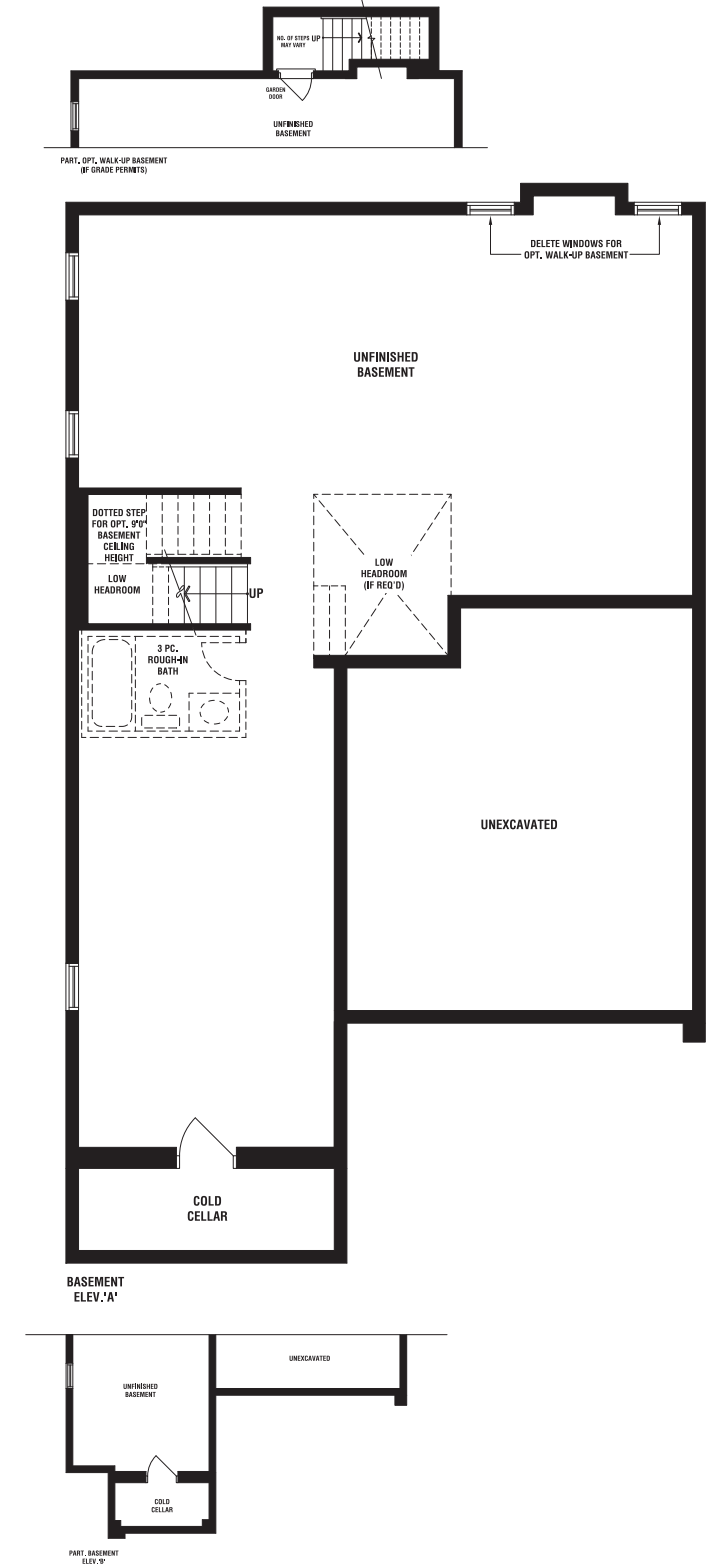 NO. OF STEPS
MAY VARY
UP
GARDEN
DOOR
UNFINISHED
BASEMENT
PART. OPT. WALK-UP BASEMENT
(IF GRADE PERMITS)
DELETE WINDOWS FOR
OPT. WALK-UP BASEMENT
UNFINISHED
BASEMENT
DOTTED STEP
FOR OPT. 9'0"
BASEMENT
CEILING
HEIGHT
LOW
HEADROOM
UP
LOW
HEADROOM
(IF REQ'D)
3 PC.
ROUGH-IN
BATH
UNEXCAVATED
COLD
CELLAR
BASEMENT
ELEV.'A'
UNEXCAVATED
UNFINISHED
BASEMENT
COLD
CELLAR
PART. BASEMENT
ELEV.'B'